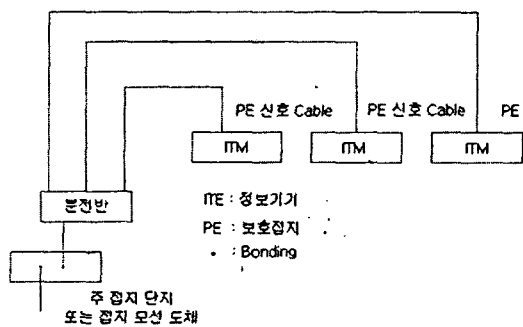 PE 신호 Cable PE 신호 Cable PE
ITM ITM ITM
분전반
ITE : 정보기기
PE : 보호접지
• : Bonding
주 접지 단지
또는 접지 모선 도체